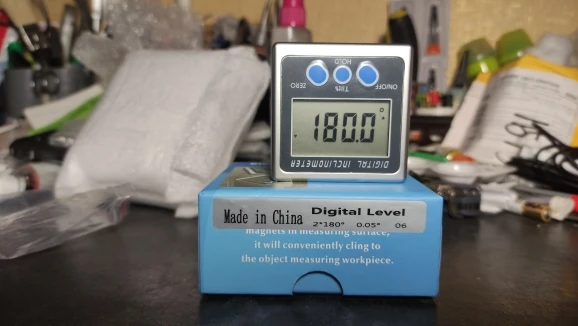 HOLD
ZERO
Tilt%
ON/OFF
180.0°
DIGITAL INCLINOMETER
Made in China
Digital Level
2*180° 0.05° 06
magnets in measuring surface,
it will conveniently cling to
the object measuring workpiece.